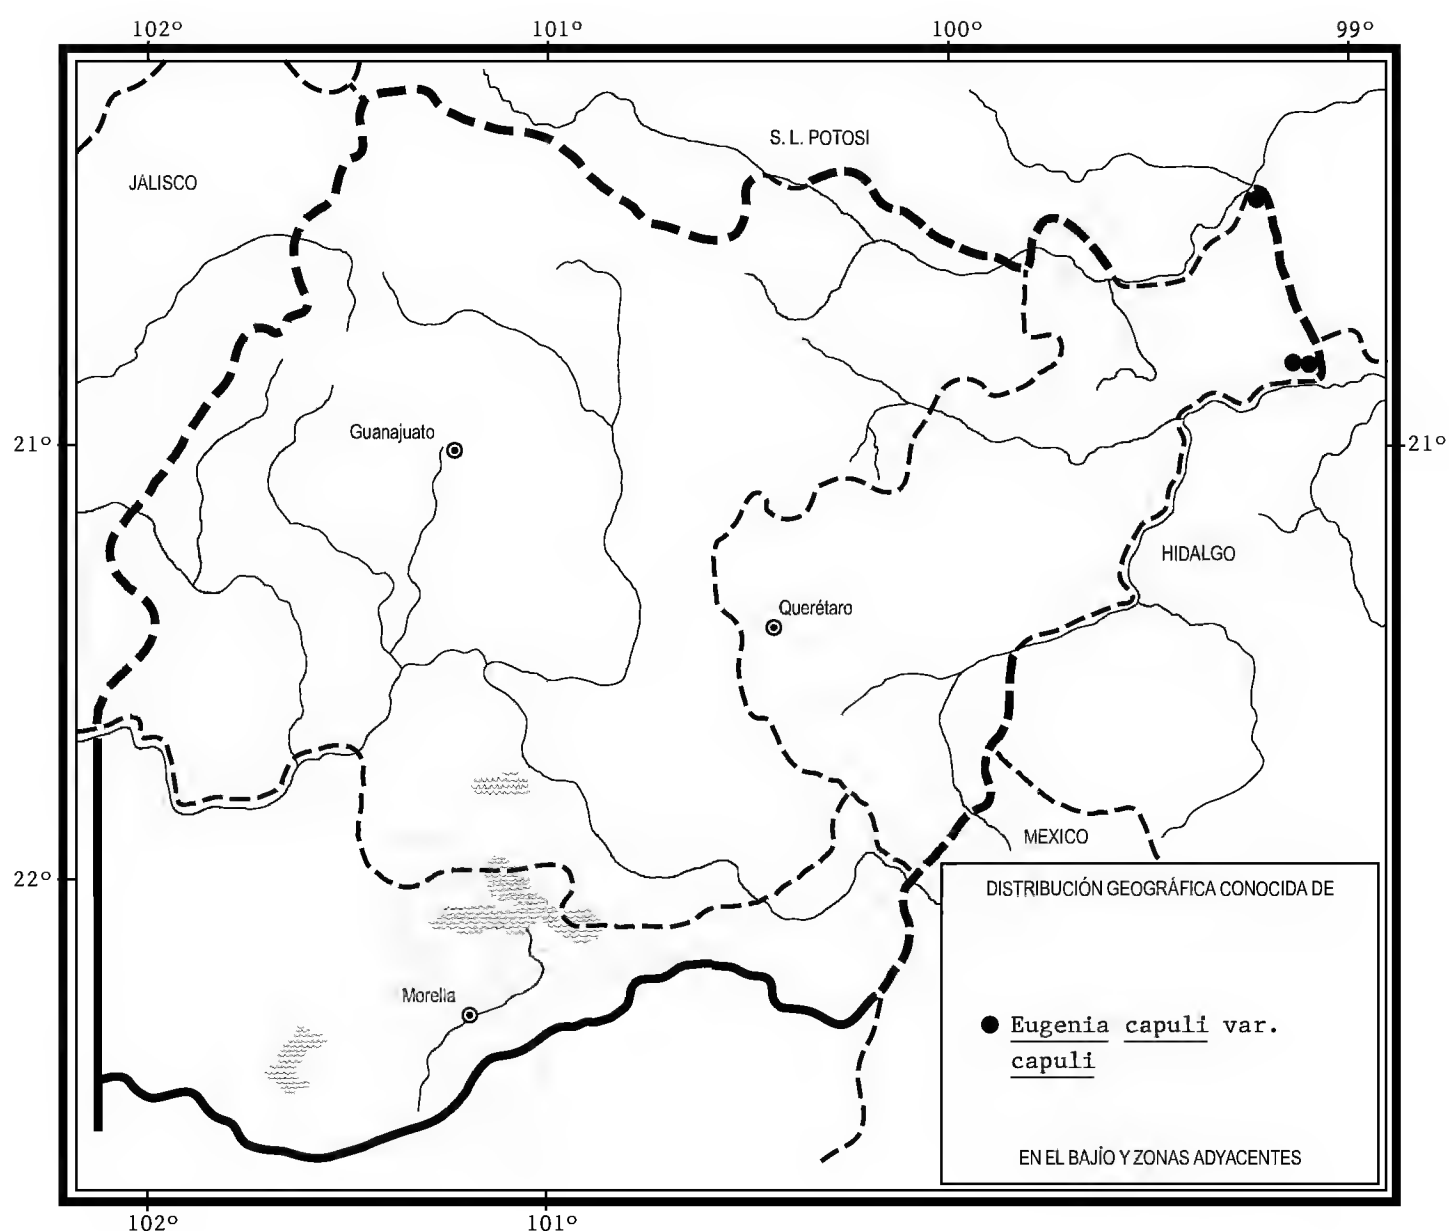 102° 101° 100° 99°
S. L. POTOSI
JALISCO
Guanajuato
21° 21°
HIDALGO
Querétaro
MEXICO
22°
DISTRIBUCIÓN GEOGRÁFICA CONOCIDA DE
Morelia
Eugenia capuli var.
capuli
EN EL BAJÍO Y ZONAS ADYACENTES
102° 101°